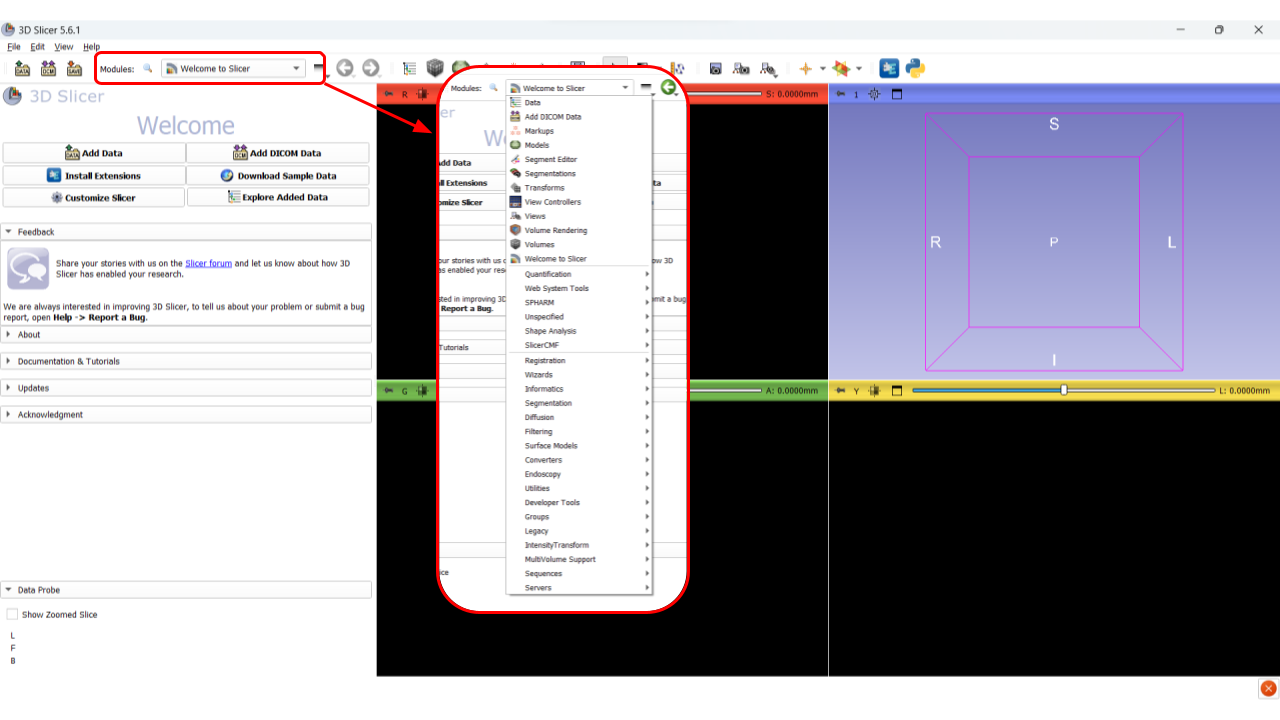 3D Slicer 5.6.1
File Edit View Help
DATA DCM SAVE Modules: Welcome to Slicer
3D Slicer
Welcome
Add Data Add DICOM Data
Install Extensions Download Sample Data
Customize Slicer Explore Added Data
Feedback
Share your stories with us on the Slicer forum and let us know about how 3D
Slicer has enabled your research.
We are always interested in improving 3D Slicer, to tell us about your problem or submit a bug
report, open Help -> Report a Bug.
About
Documentation & Tutorials
Updates
Acknowledgment
Data Probe
Show Zoomed Slice
L
F
B
R S: 0.0000mm
G A: 0.0000mm
Modules: Welcome to Slicer
Data
Add DICOM Data
Markups
Models
Segment Editor
Segmentations
Transforms
View Controllers
Views
Volume Rendering
Volumes
Welcome to Slicer
Quantification
Web System Tools
SPHARM
Unspecified
Shape Analysis
SlicerCMF
Registration
Wizards
Informatics
Segmentation
Diffusion
Filtering
Surface Models
Converters
Endoscopy
Utilities
Developer Tools
Groups
Legacy
IntensityTransform
MultiVolume Support
Sequences
Servers
cer
We
dd Data
ll Extensions ta
omize Slicer
our stories with us o ow 3D
as enabled your res
sted in improving 3D mit a bug
Report a Bug.
Tutorials
ce
1
S
R P L
I
Y L: 0.0000mm